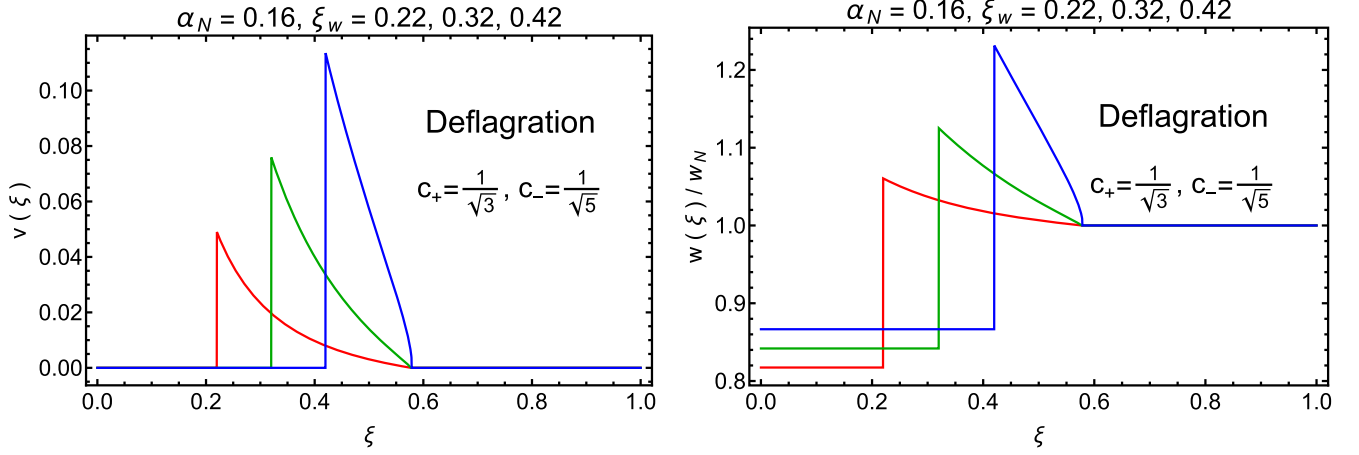 α_N = 0.16, ξ_w = 0.22, 0.32, 0.42
v ( ξ )
0.10
0.08
0.06
0.04
0.02
0.00
Deflagration
c₊=1/√3 , c₋=1/√5
0.0 0.2 0.4 0.6 0.8 1.0
ξ
α_N = 0.16, ξ_w = 0.22, 0.32, 0.42
w ( ξ ) / w_N
1.2
1.1
1.0
0.9
0.8
Deflagration
c₊=1/√3 , c₋=1/√5
0.0 0.2 0.4 0.6 0.8 1.0
ξ